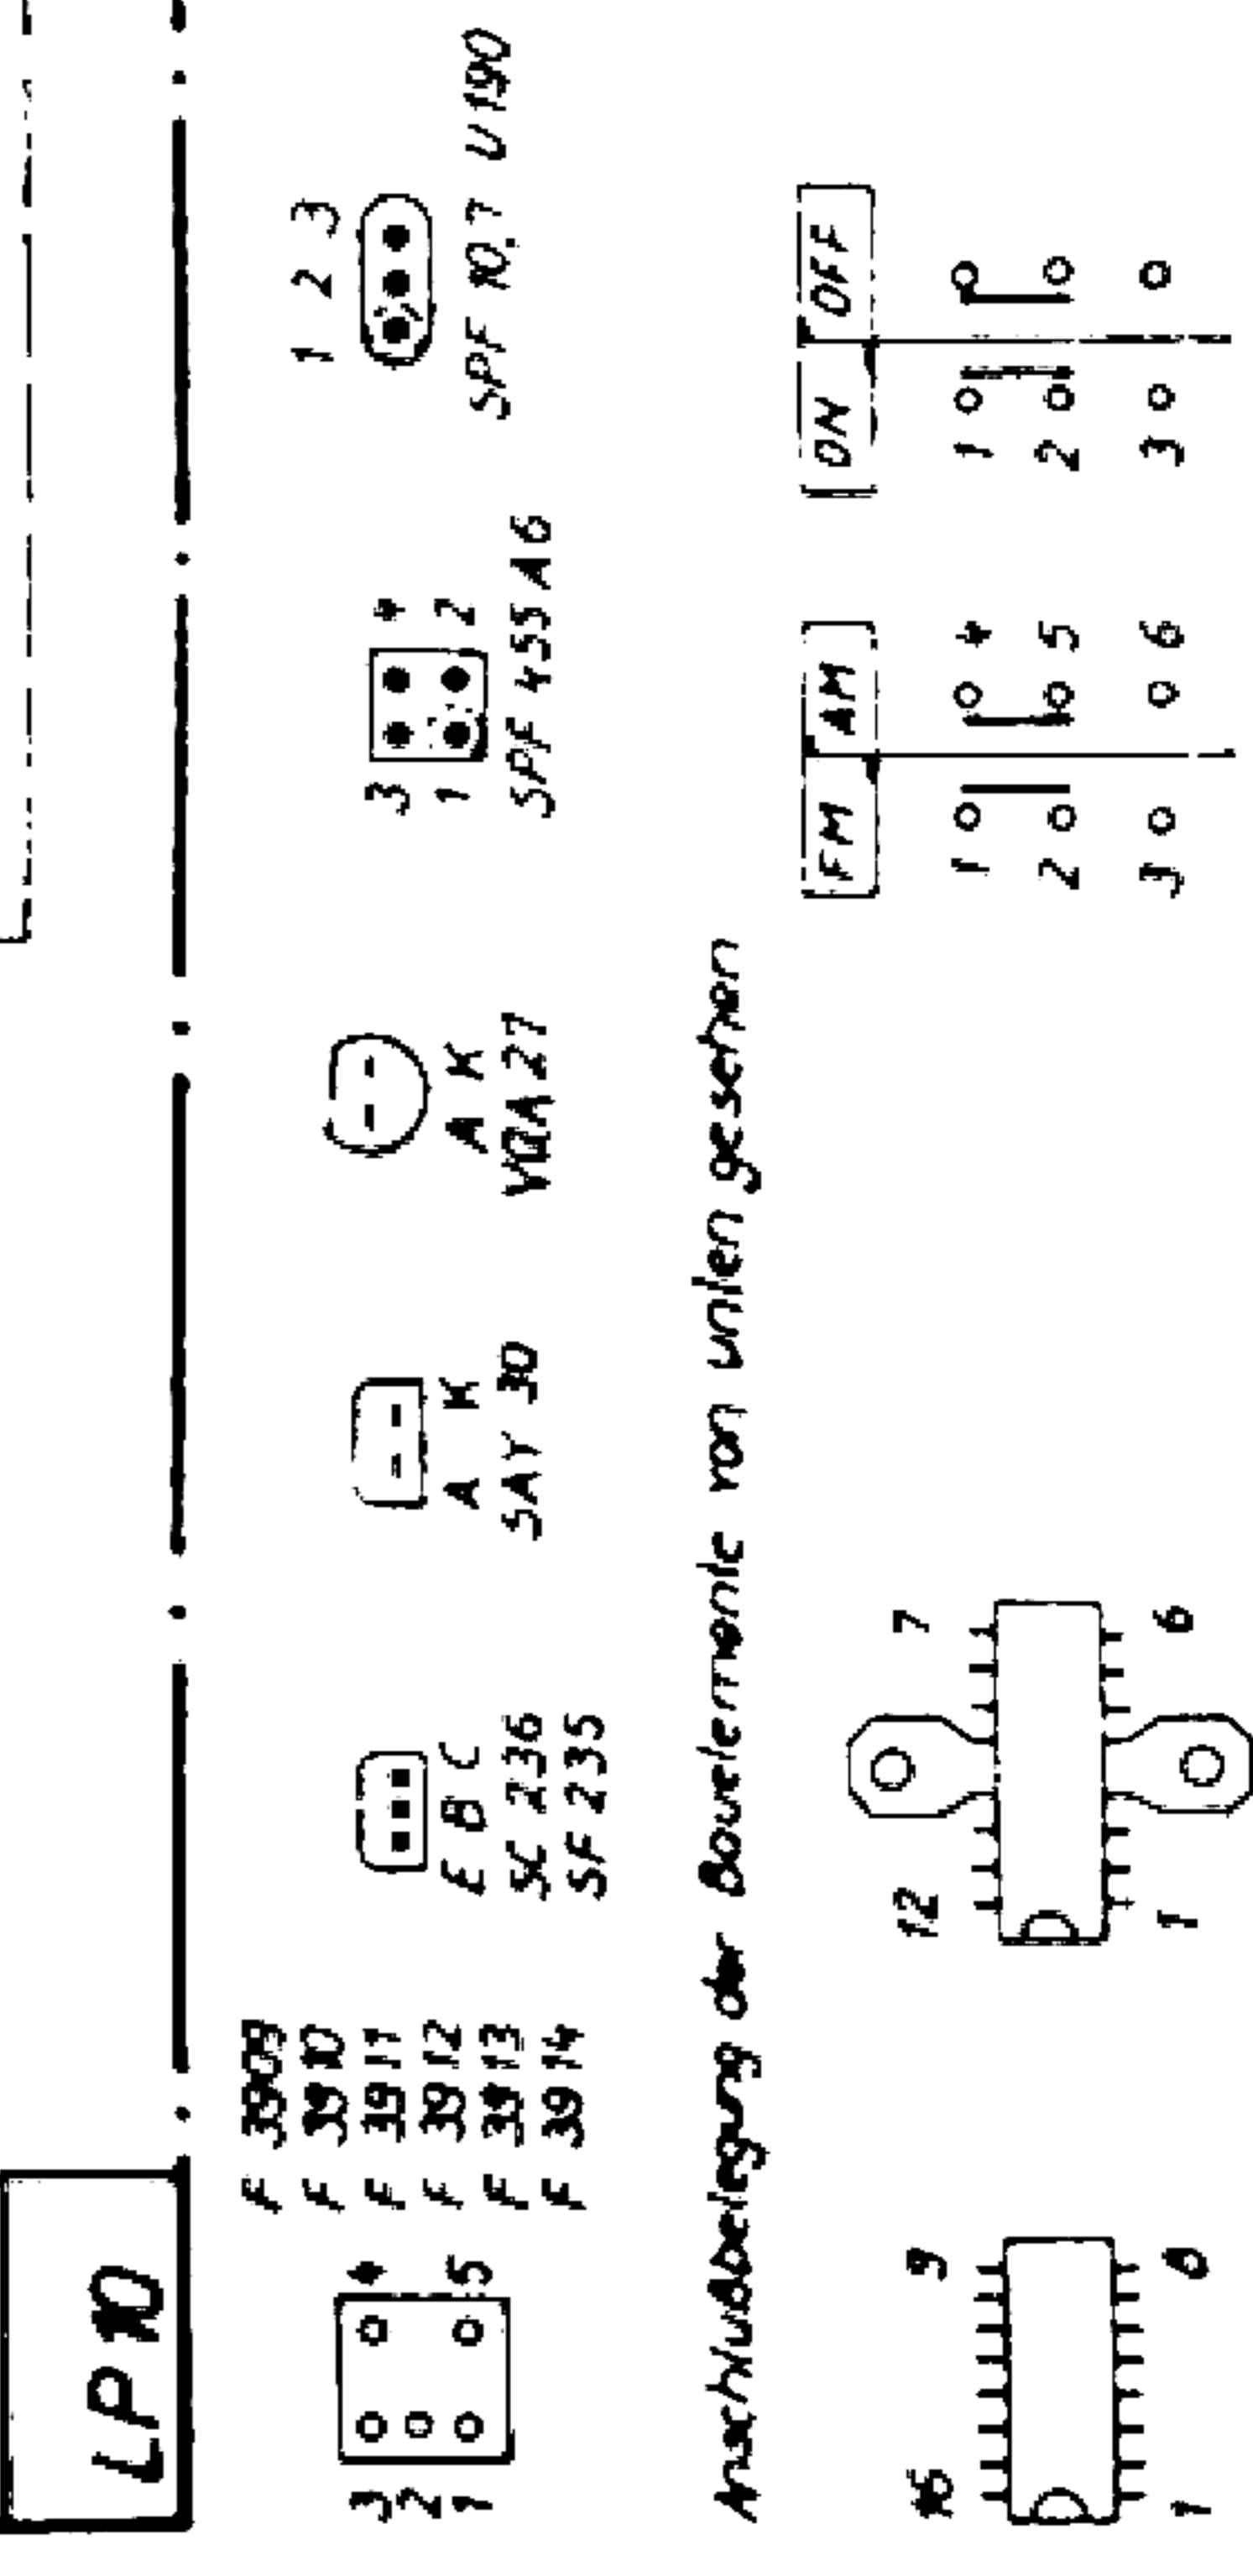 LP 10
F 3909
F 3910
F 3911
F 3912
F 3913
F 3914
3 4
2
1 5
E B C
SC 236
SF 235
A K
SAY 30
A K
VQA 27
3 4
1 2
SPF 455 A6
1 2 3
SPF 10,7 U 190
Anschlußbelegung der Bauelemente von unten gesehen
16 9
1 8
12 7
1 6
FM AM
1 4
2 5
3 6
ON OFF
1
2
3